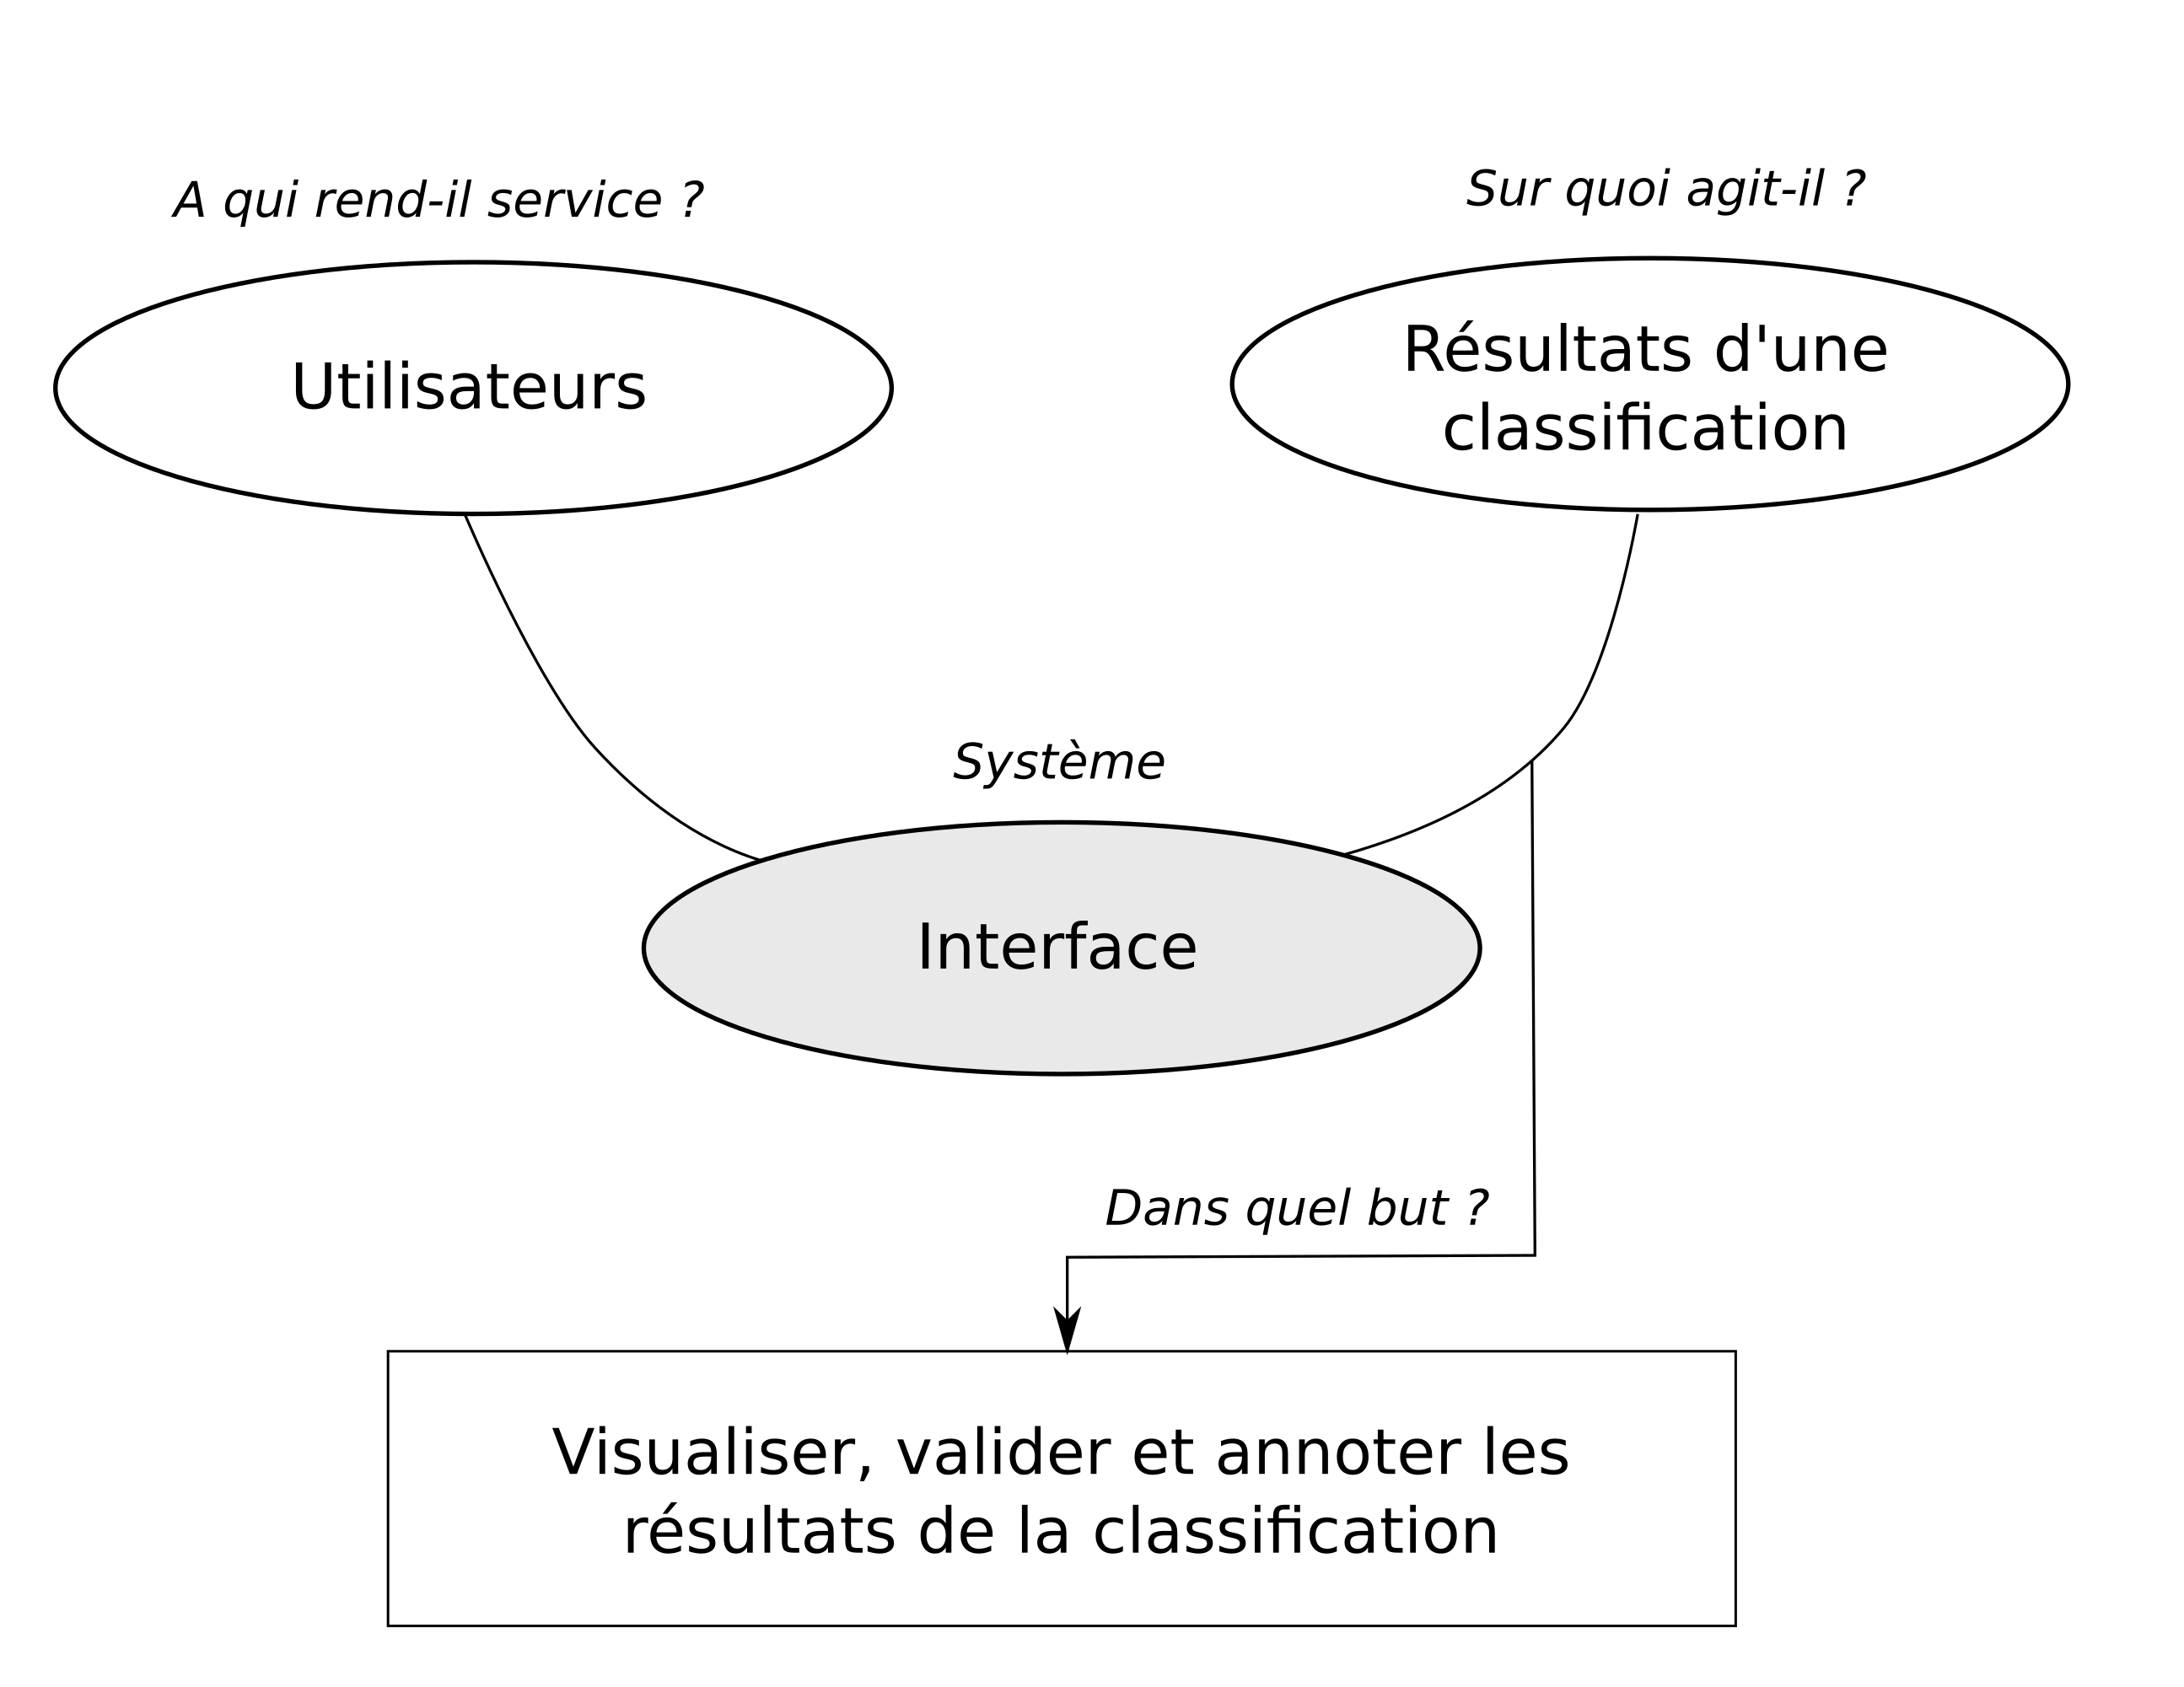 A qui rend-il service ?
Sur quoi agit-il ?
Utilisateurs
Résultats d'une
classification
Système
Interface
Dans quel but ?
Visualiser, valider et annoter les
résultats de la classification